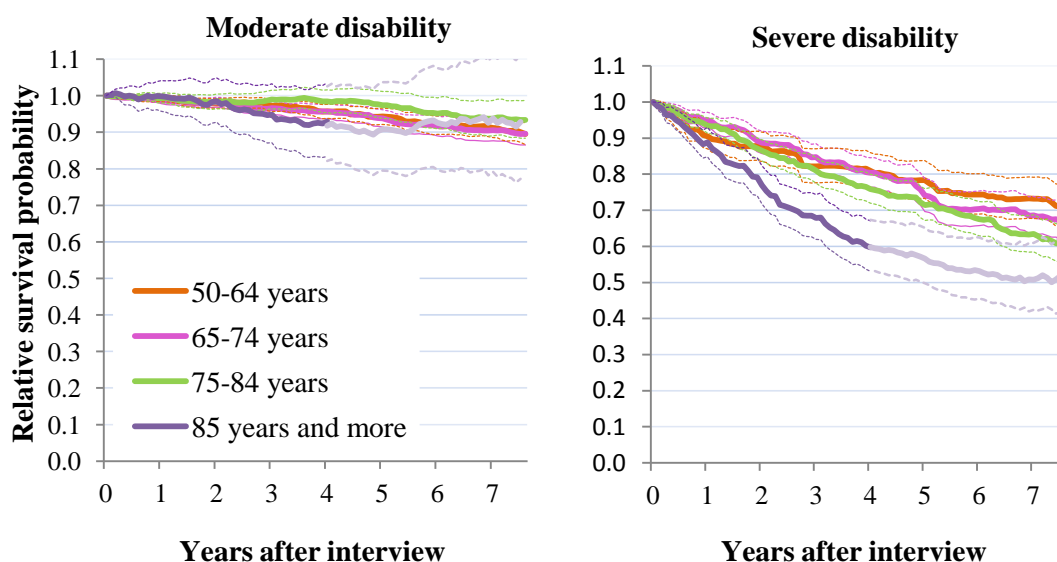 Moderate disability
Relative survival probability
1.1
1.0
0.9
0.8
0.7
0.6
0.5
0.4
0.3
0.2
0.1
0.0
50-64 years
65-74 years
75-84 years
85 years and more
0 1 2 3 4 5 6 7
Years after interview
Severe disability
1.1
1.0
0.9
0.8
0.7
0.6
0.5
0.4
0.3
0.2
0.1
0.0
0 1 2 3 4 5 6 7
Years after interview